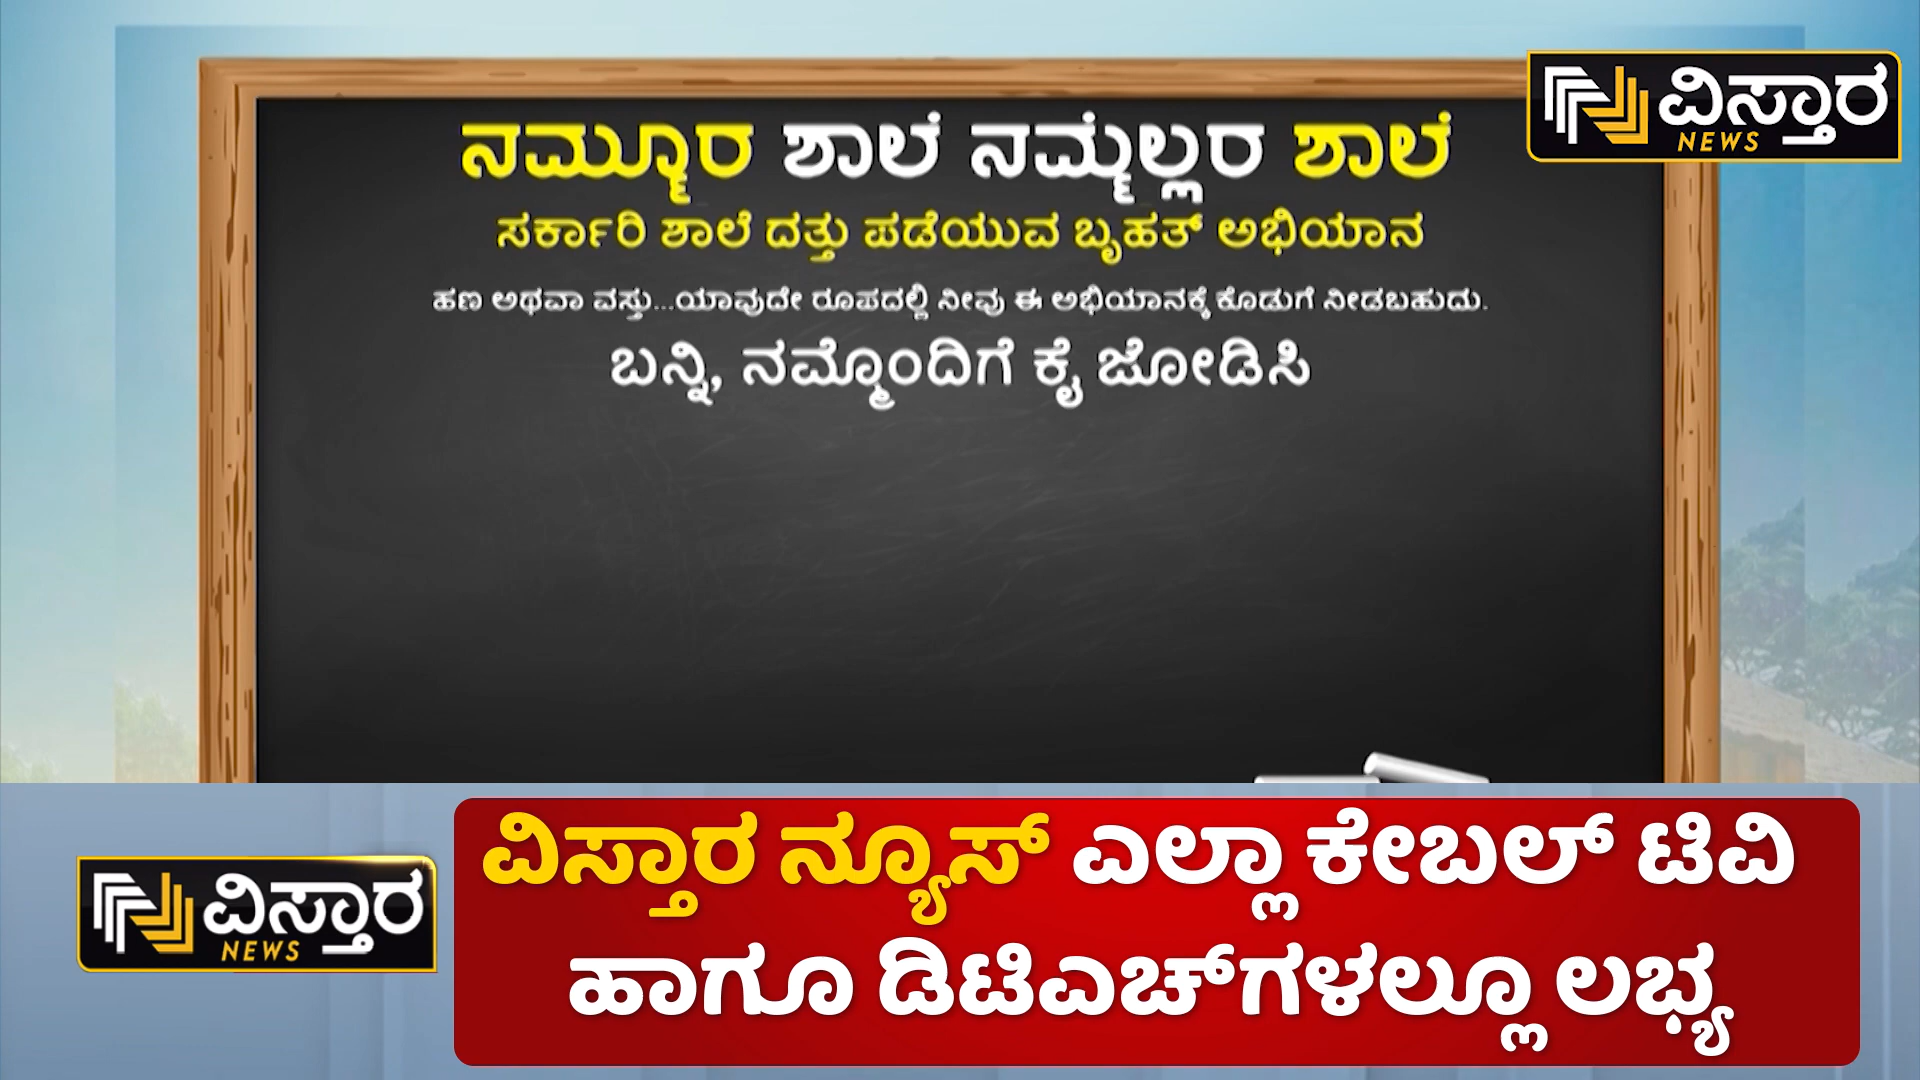 ವಿಸ್ತಾರ
NEWS
ನಮ್ಮೂರ ಶಾಲೆ ನಮ್ಮೆಲ್ಲರ ಶಾಲೆ
ಸರ್ಕಾರಿ ಶಾಲೆ ದತ್ತು ಪಡೆಯುವ ಬೃಹತ್ ಅಭಿಯಾನ
ಹಣ ಅಥವಾ ವಸ್ತು...ಯಾವುದೇ ರೂಪದಲ್ಲಿ ನೀವು ಈ ಅಭಿಯಾನಕ್ಕೆ ಕೊಡುಗೆ ನೀಡಬಹುದು.
ಬನ್ನಿ, ನಮ್ಮೊಂದಿಗೆ ಕೈ ಜೋಡಿಸಿ
ವಿಸ್ತಾರ
NEWS
ವಿಸ್ತಾರ ನ್ಯೂಸ್ ಎಲ್ಲಾ ಕೇಬಲ್ ಟಿವಿ
ಹಾಗೂ ಡಿಟಿಎಚ್‌ಗಳಲ್ಲೂ ಲಭ್ಯ